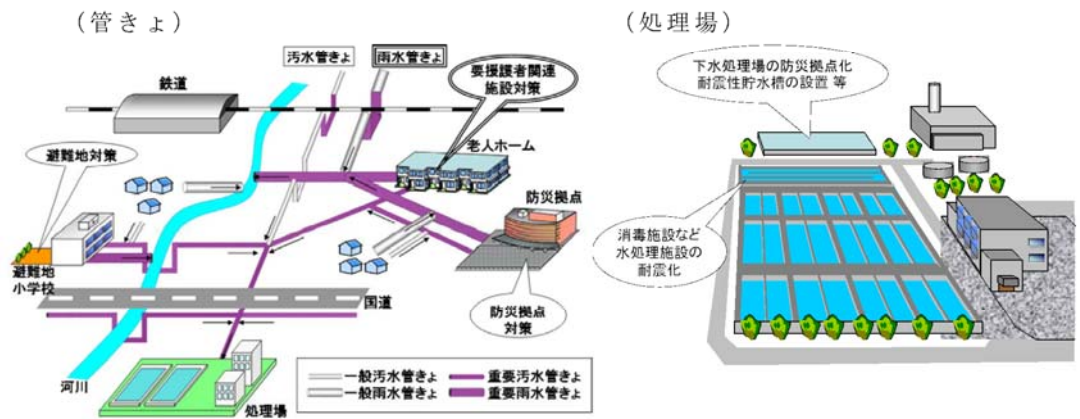 (管きょ)
汚水管きょ
雨水管きょ
要援護者関連
施設対策
鉄道
避難地対策
老人ホーム
防災拠点
避難地
小学校
国道
防災拠点
対策
河川
処理場
一般汚水管きょ
重要汚水管きょ
一般雨水管きょ
重要雨水管きょ
(処理場)
下水処理場の防災拠点化
耐震性貯水槽の設置 等
消毒施設など
水処理施設の
耐震化